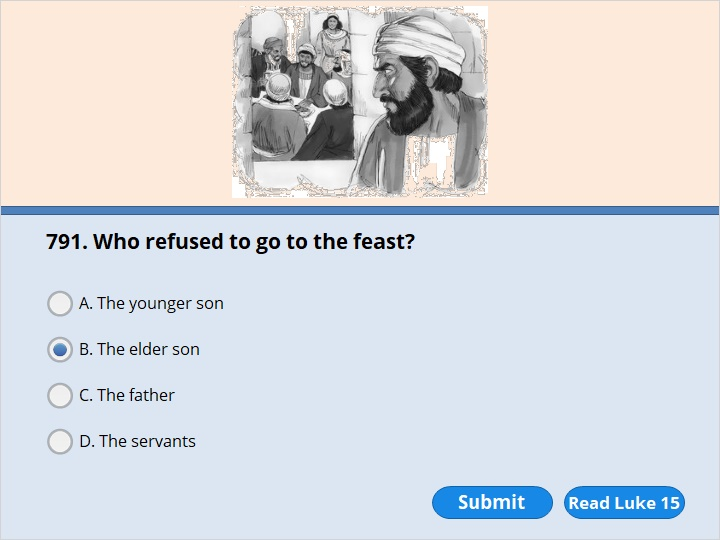 791. Who refused to go to the feast?
A. The younger son
B. The elder son
C. The father
D. The servants
Submit
Read Luke 15